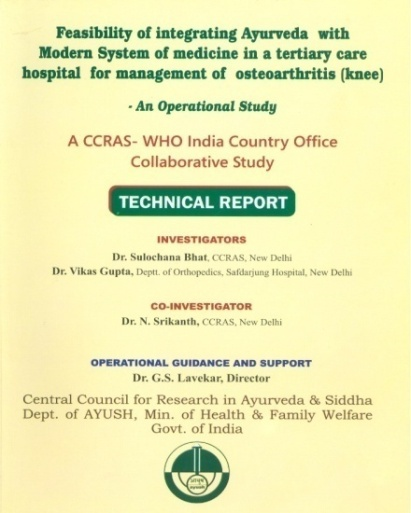 Feasibility of integrating Ayurveda with
Modern System of medicine in a tertiary care
hospital for management of osteoarthritis (knee)
- An Operational Study
A CCRAS- WHO India Country Office
Collaborative Study
TECHNICAL REPORT
INVESTIGATORS
Dr. Sulochana Bhat, CCRAS, New Delhi
Dr. Vikas Gupta, Deptt. of Orthopedics, Safdarjung Hospital, New Delhi
CO-INVESTIGATOR
Dr. N. Srikanth, CCRAS, New Delhi
OPERATIONAL GUIDANCE AND SUPPORT
Dr. G.S. Lavekar, Director
Central Council for Research in Ayurveda & Siddha
Dept. of AYUSH, Min. of Health & Family Welfare
Govt. of India